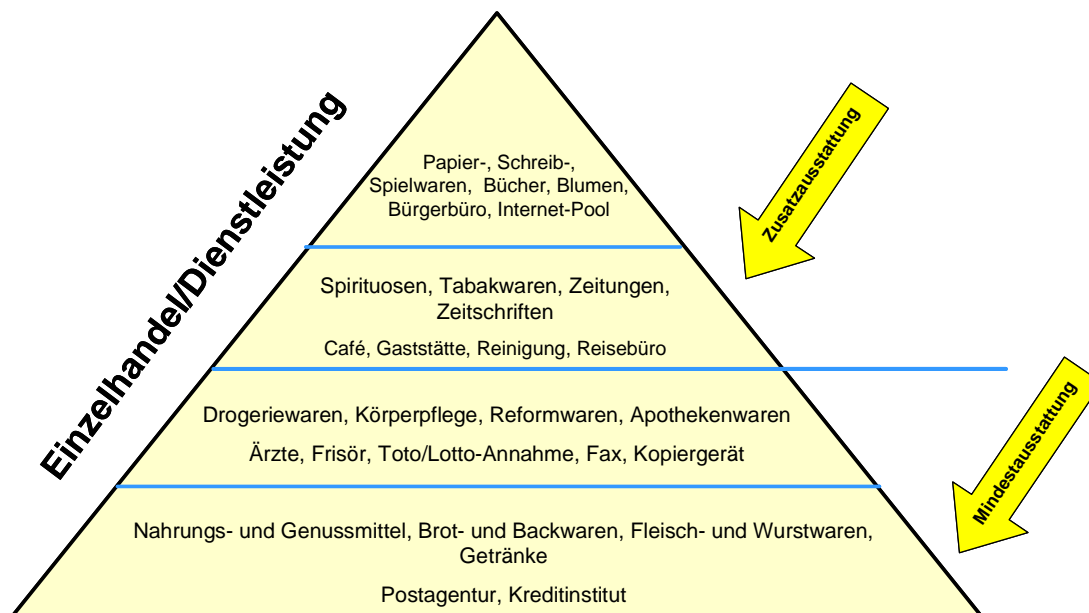 Einzelhandel/Dienstleistung
Papier-, Schreib-,
Spielwaren, Bücher, Blumen,
Bürgerbüro, Internet-Pool
Zusatzausstattung
Spirituosen, Tabakwaren, Zeitungen,
Zeitschriften
Café, Gaststätte, Reinigung, Reisebüro
Drogeriewaren, Körperpflege, Reformwaren, Apothekenwaren
Ärzte, Frisör, Toto/Lotto-Annahme, Fax, Kopiergerät
Mindestausstattung
Nahrungs- und Genussmittel, Brot- und Backwaren, Fleisch- und Wurstwaren,
Getränke
Postagentur, Kreditinstitut